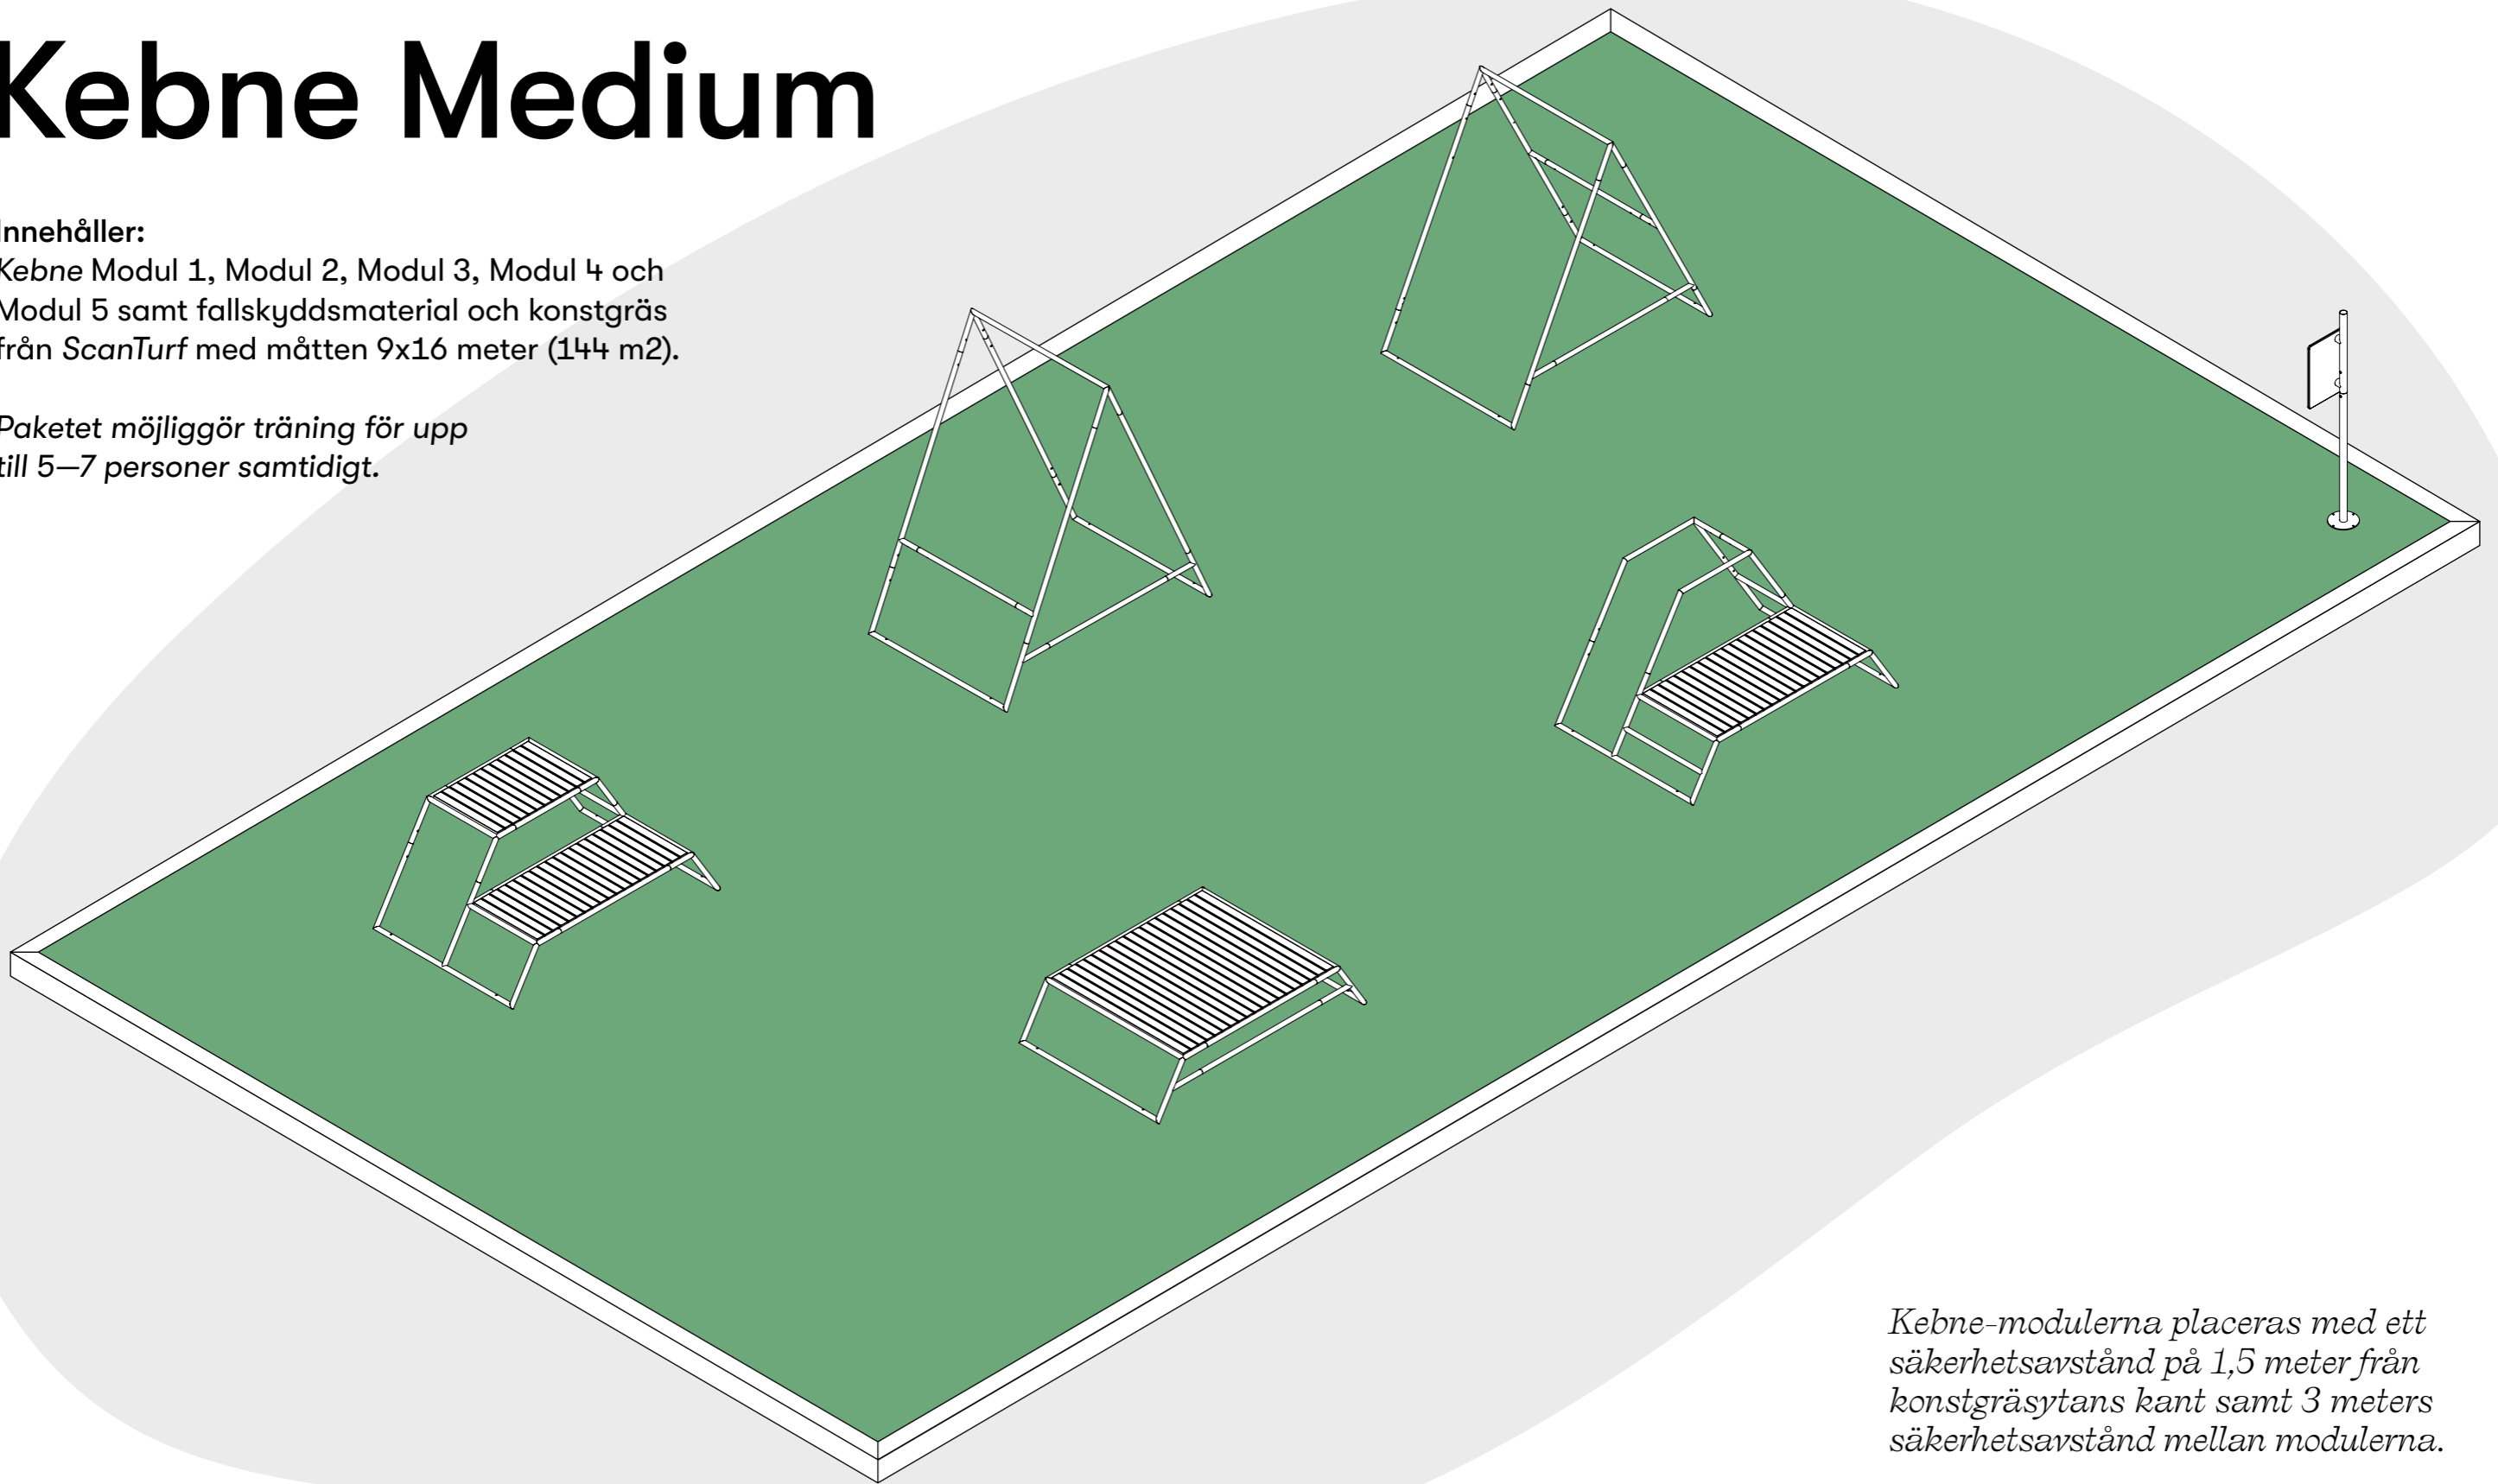 Kebne Medium
Innehåller:
Kebne Modul 1, Modul 2, Modul 3, Modul 4 och
Modul 5 samt fallskyddsmaterial och konstgräs
från ScanTurf med måtten 9x16 meter (144 m2).
Paketet möjliggör träning för upp
till 5—7 personer samtidigt.
Kebne-modulerna placeras med ett
säkerhetsavstånd på 1,5 meter från
konstgräsytans kant samt 3 meters
säkerhetsavstånd mellan modulerna.